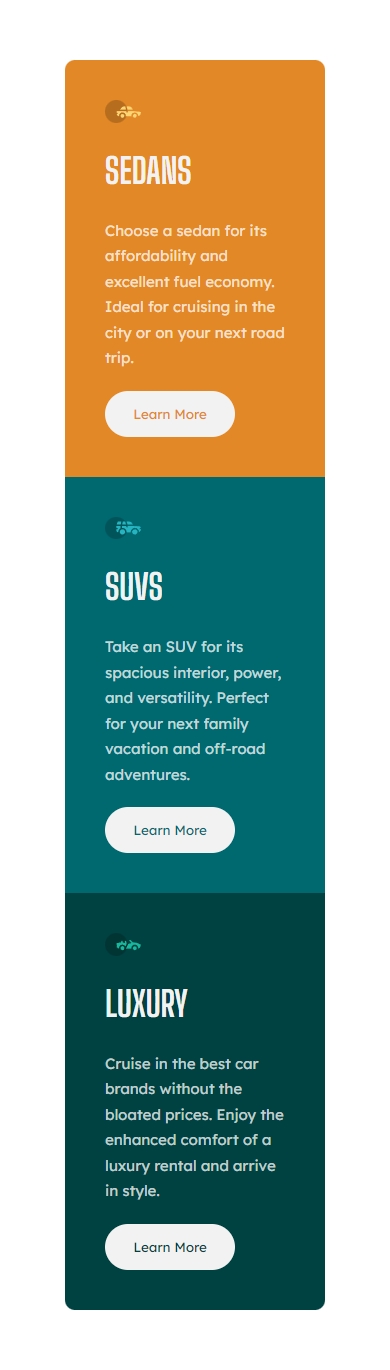 SEDANS
Choose a sedan for its
affordability and
excellent fuel economy.
Ideal for cruising in the
city or on your next road
trip.
Learn More
SUVS
Take an SUV for its
spacious interior, power,
and versatility. Perfect
for your next family
vacation and off-road
adventures.
Learn More
LUXURY
Cruise in the best car
brands without the
bloated prices. Enjoy the
enhanced comfort of a
luxury rental and arrive
in style.
Learn More